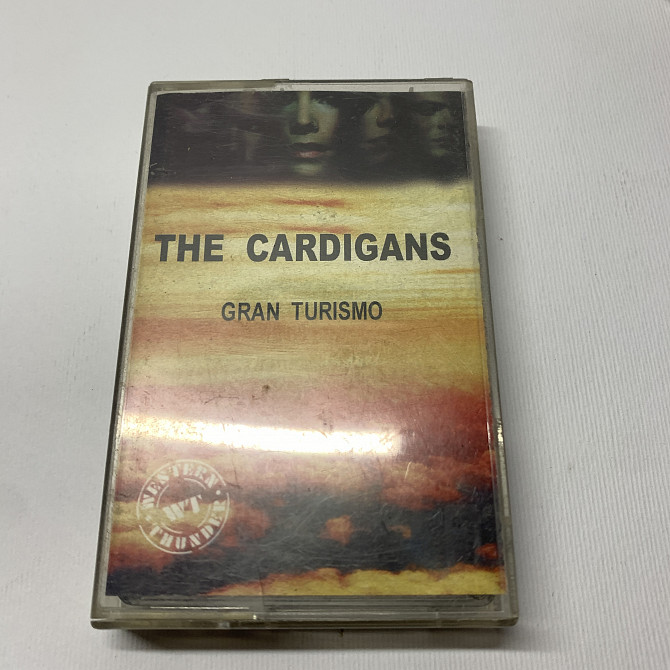 THE CARDIGANS
GRAN TURISMO
WESTERN
WT
THUNDER